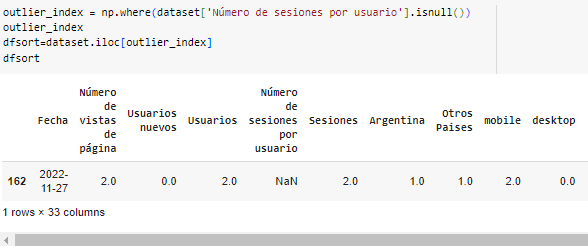 outlier_index = np.where(dataset['Número de sesiones por usuario'].isnull())
outlier_index
dfsort=dataset.iloc[outlier_index]
dfsort
Fecha Número de vistas de página Usuarios nuevos Usuarios Número de sesiones por usuario Sesiones Argentina Otros Paises mobile desktop
162 2022-11-27 2.0 0.0 2.0 NaN 2.0 1.0 1.0 2.0 0.0
1 rows × 33 columns